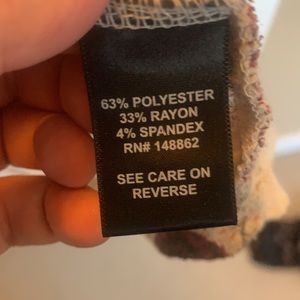 63% POLYESTER
33% RAYON
4% SPANDEX
RN# 148862
SEE CARE ON
REVERSE